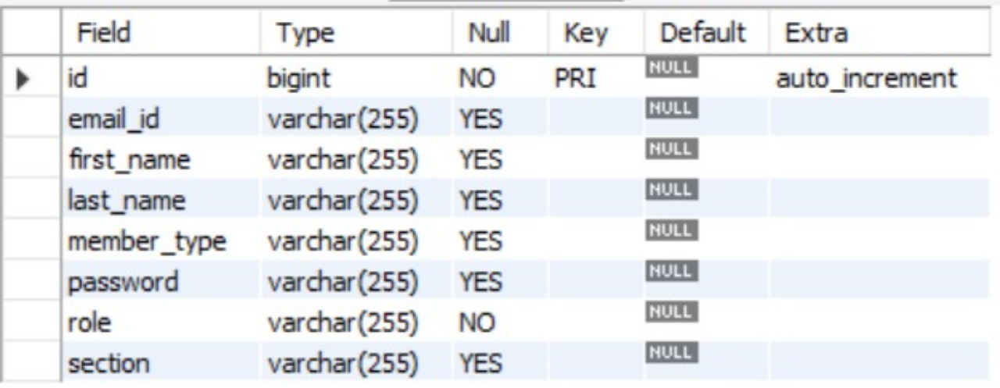 Field Type Null Key Default Extra
id bigint NO PRI NULL auto_increment
email_id varchar(255) YES NULL
first_name varchar(255) YES NULL
last_name varchar(255) YES NULL
member_type varchar(255) YES NULL
password varchar(255) YES NULL
role varchar(255) NO NULL
section varchar(255) YES NULL